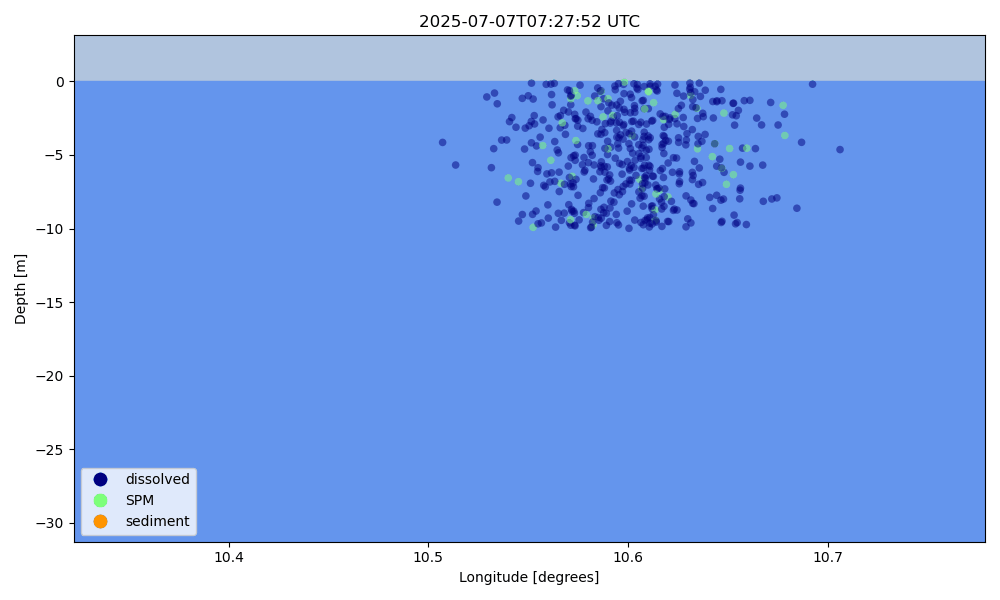 2025-07-07T07:27:52 UTC
Depth [m]
0
−5
−10
−15
−20
−25
−30
dissolved
SPM
sediment
10.4
10.5
10.6
10.7
Longitude [degrees]